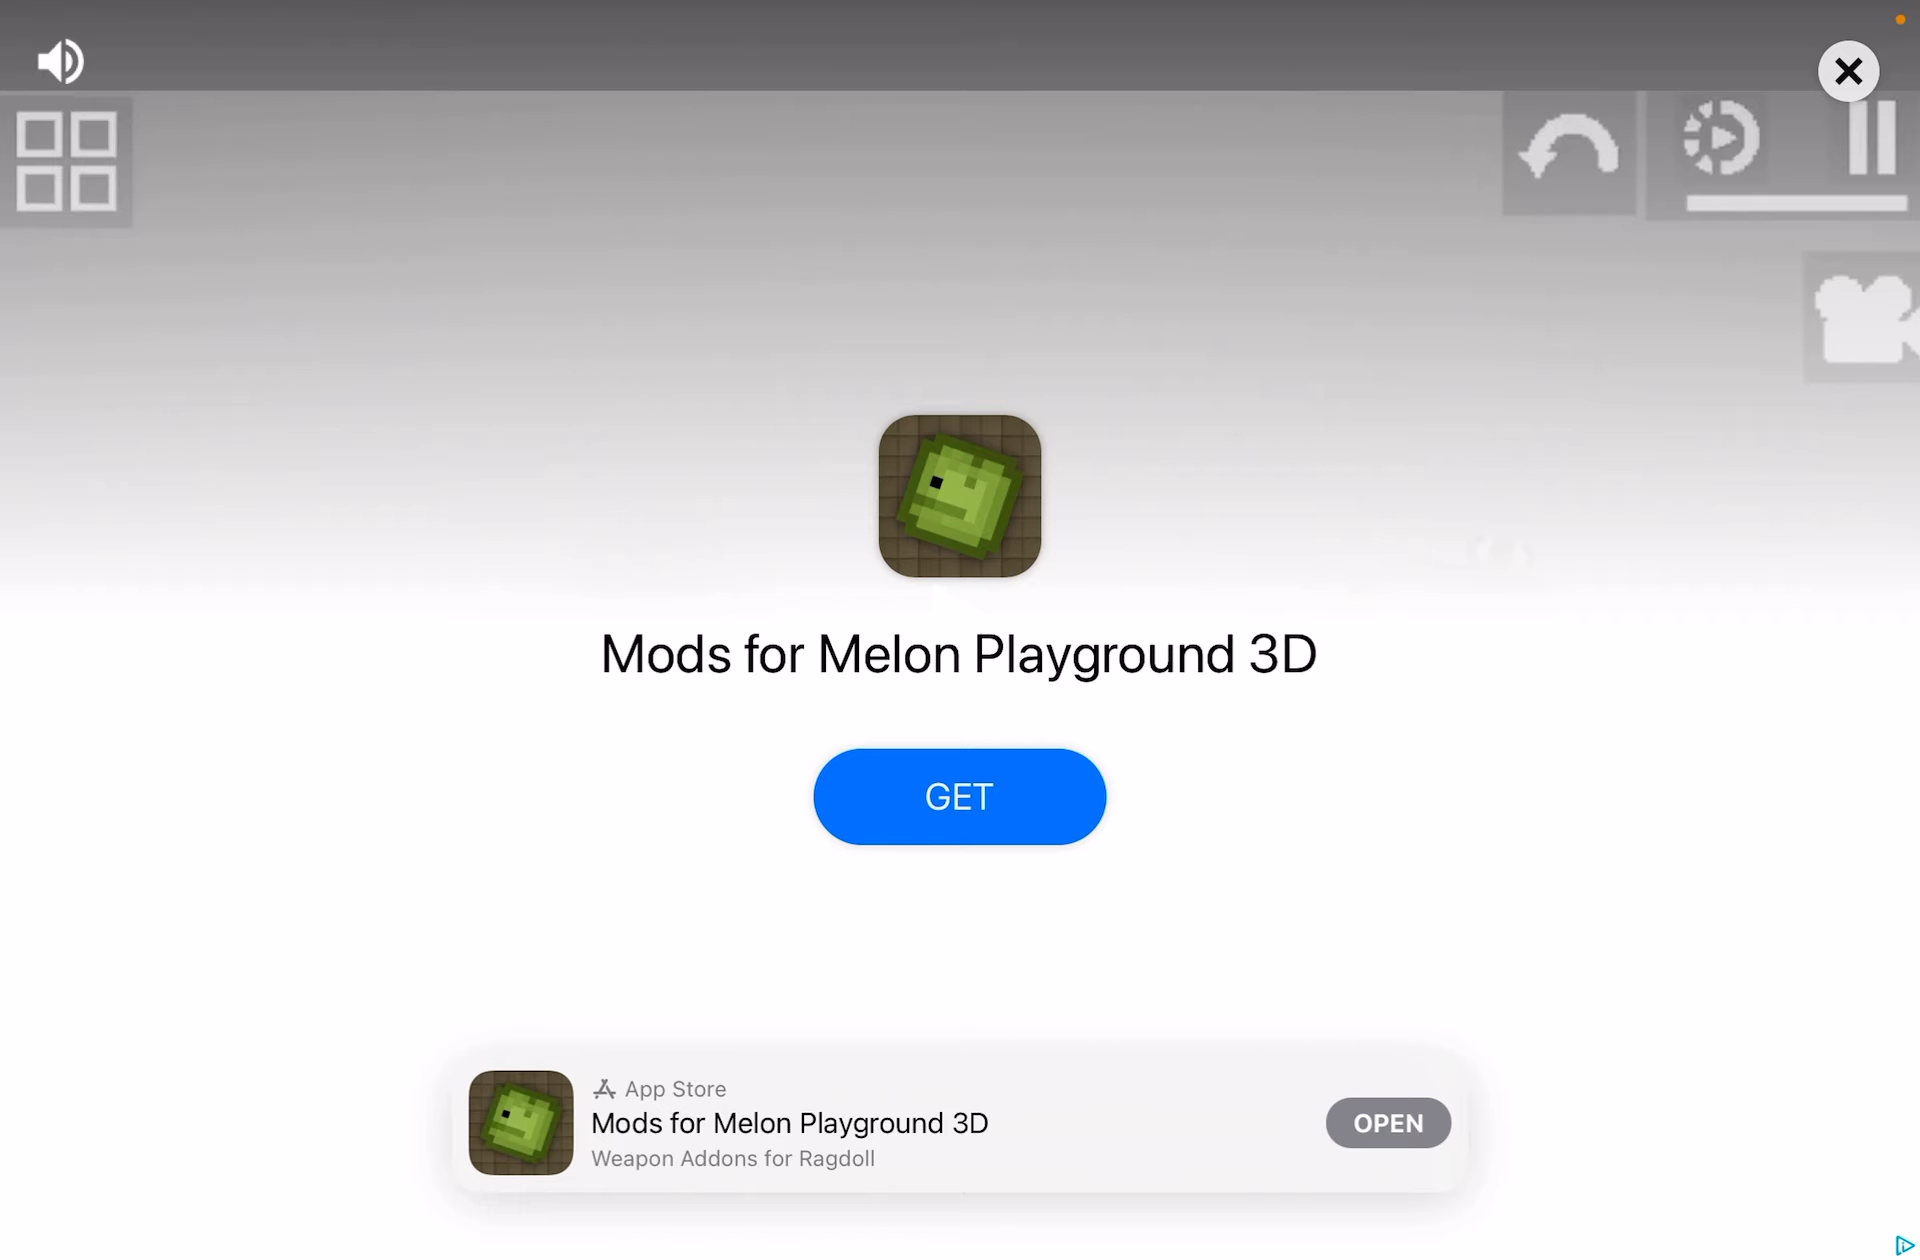 Mods for Melon Playground 3D
GET
App Store
Mods for Melon Playground 3D
OPEN
Weapon Addons for Ragdoll